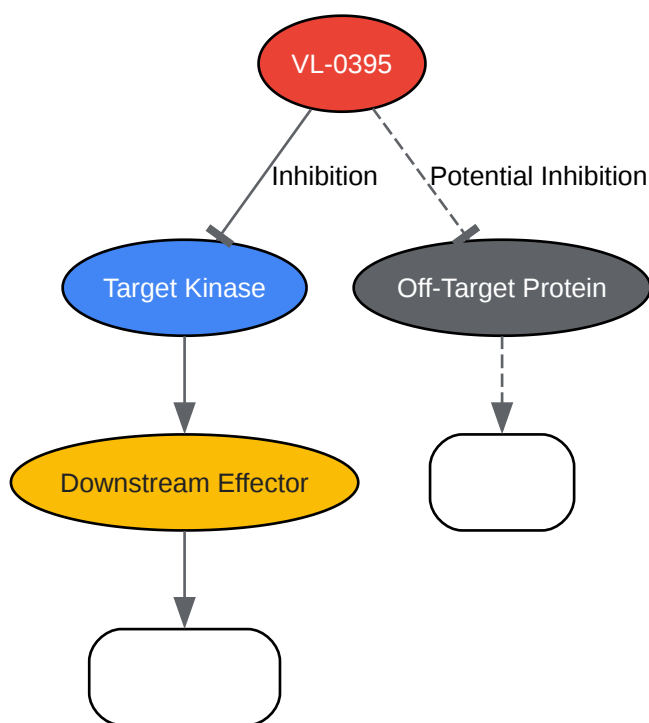 VL-0395
Inhibition
Potential Inhibition
Target Kinase
Off-Target Protein
Downstream Effector